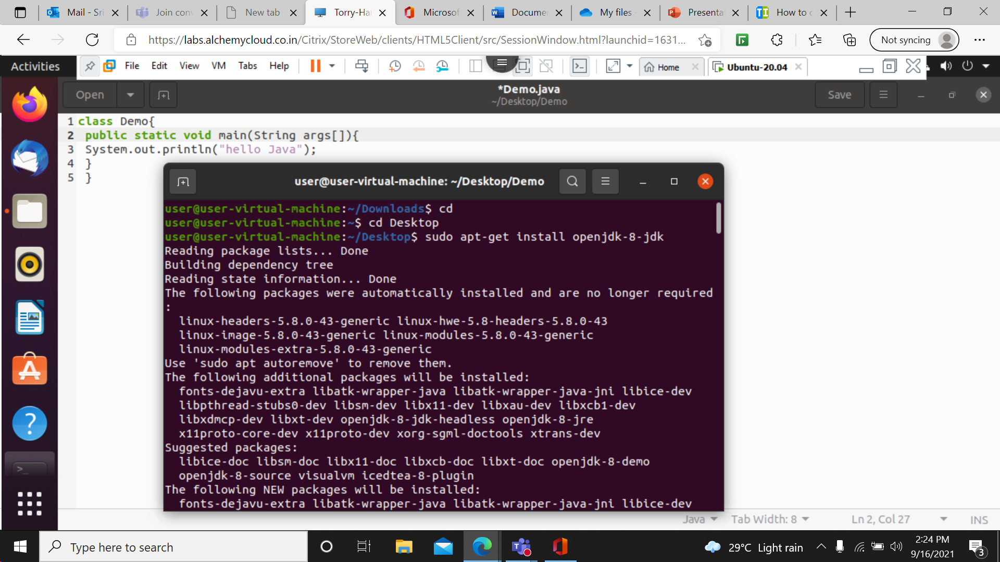 Mail - Sri
Join conv
New tab
Torry-Har
Microsof
Documen
My files -
Presentat
How to c
https://labs.alchemycloud.co.in/Citrix/StoreWeb/clients/HTML5Client/src/SessionWindow.html?launchid=1631...
Not syncing
Activities
File Edit View VM Tabs Help
Home
Ubuntu-20.04
Open
*Demo.java
~/Desktop/Demo
Save
1 class Demo{
2 public static void main(String args[]){
3 System.out.println("hello Java");
4 }
5 }
user@user-virtual-machine: ~/Desktop/Demo
user@user-virtual-machine:~/Downloads$ cd
user@user-virtual-machine:~$ cd Desktop
user@user-virtual-machine:~/Desktop$ sudo apt-get install openjdk-8-jdk
Reading package lists... Done
Building dependency tree
Reading state information... Done
The following packages were automatically installed and are no longer required
:
linux-headers-5.8.0-43-generic linux-hwe-5.8-headers-5.8.0-43
linux-image-5.8.0-43-generic linux-modules-5.8.0-43-generic
linux-modules-extra-5.8.0-43-generic
Use 'sudo apt autoremove' to remove them.
The following additional packages will be installed:
fonts-dejavu-extra libatk-wrapper-java libatk-wrapper-java-jni libice-dev
libpthread-stubs0-dev libsm-dev libx11-dev libxau-dev libxcb1-dev
libxdmcp-dev libxt-dev openjdk-8-jdk-headless openjdk-8-jre
x11proto-core-dev x11proto-dev xorg-sgml-doctools xtrans-dev
Suggested packages:
libice-doc libsm-doc libx11-doc libxcb-doc libxt-doc openjdk-8-demo
openjdk-8-source visualvm icedtea-8-plugin
The following NEW packages will be installed:
fonts-dejavu-extra libatk-wrapper-java libatk-wrapper-java-jni libice-dev
Java
Tab Width: 8
Ln 2, Col 27
INS
Type here to search
29°C Light rain
2:24 PM
9/16/2021
3